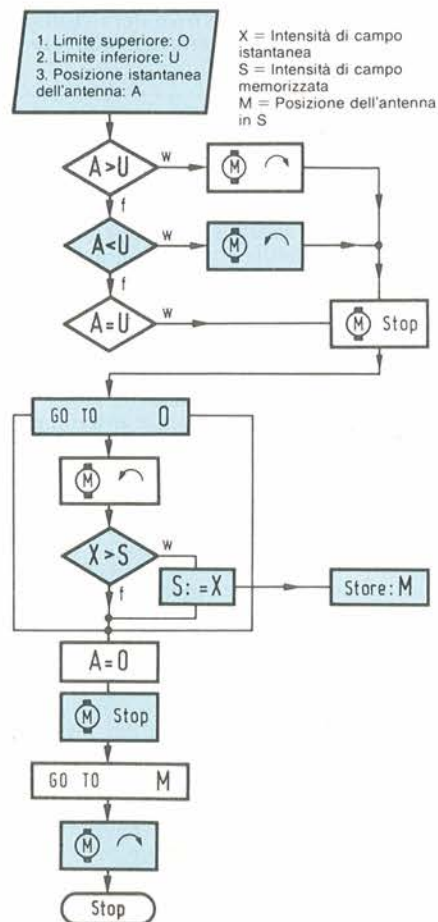 1. Limite superiore: O
2. Limite inferiore: U
3. Posizione istantanea
dell'antenna: A
X = Intensità di campo
istantanea
S = Intensità di campo
memorizzata
M = Posizione dell'antenna
in S
A>U
w
M
f
A<U
w
M
f
A=U
w
M Stop
GO TO O
M
X>S
w
f
S:=X
Store:M
A=O
M Stop
GO TO M
M
Stop